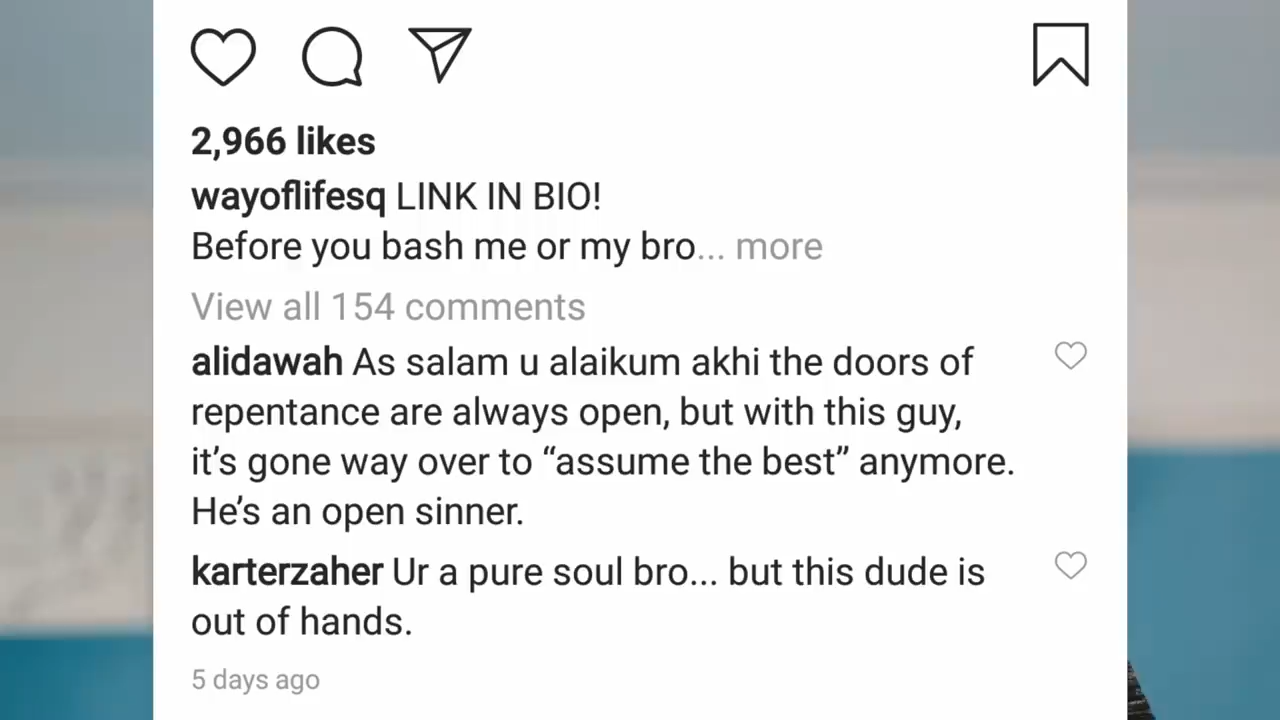 2,966 likes
wayoflifesq LINK IN BIO!
Before you bash me or my bro... more
View all 154 comments
alidawah As salam u alaikum akhi the doors of
repentance are always open, but with this guy,
it's gone way over to “assume the best” anymore.
He's an open sinner.
karterzaher Ur a pure soul bro... but this dude is
out of hands.
5 days ago